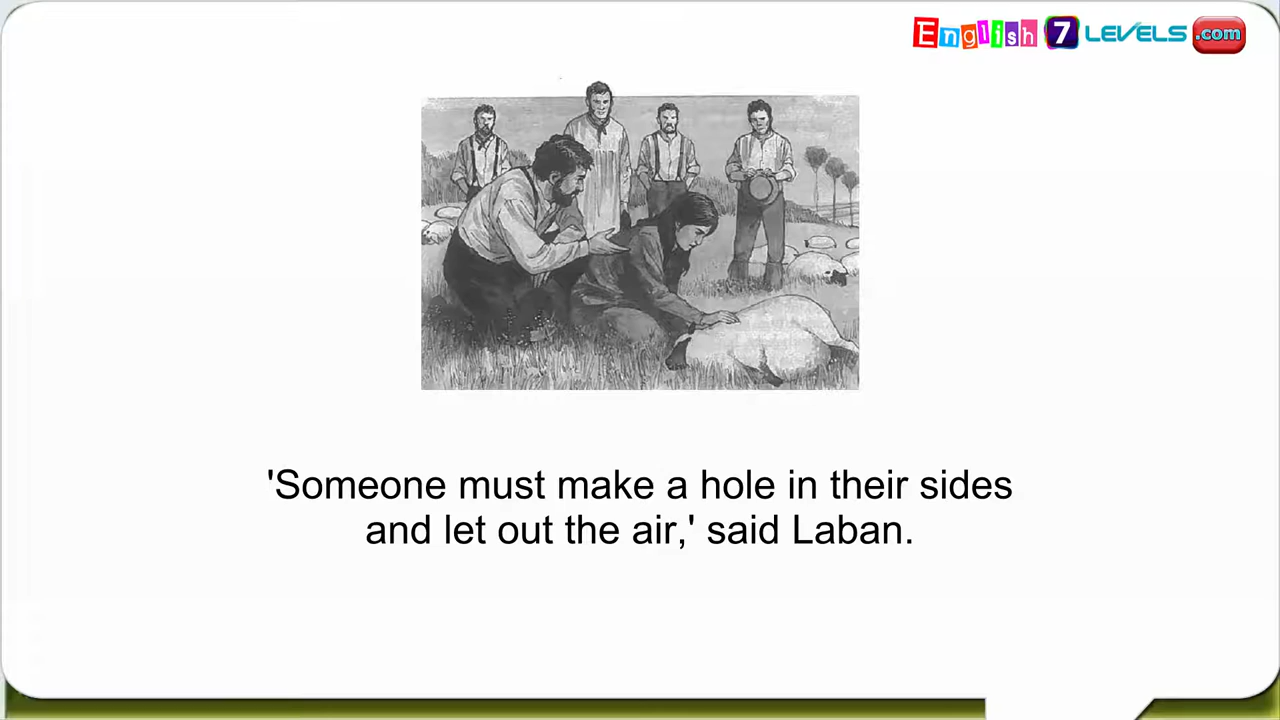 English 7 LEVELS .com
'Someone must make a hole in their sides
and let out the air,' said Laban.